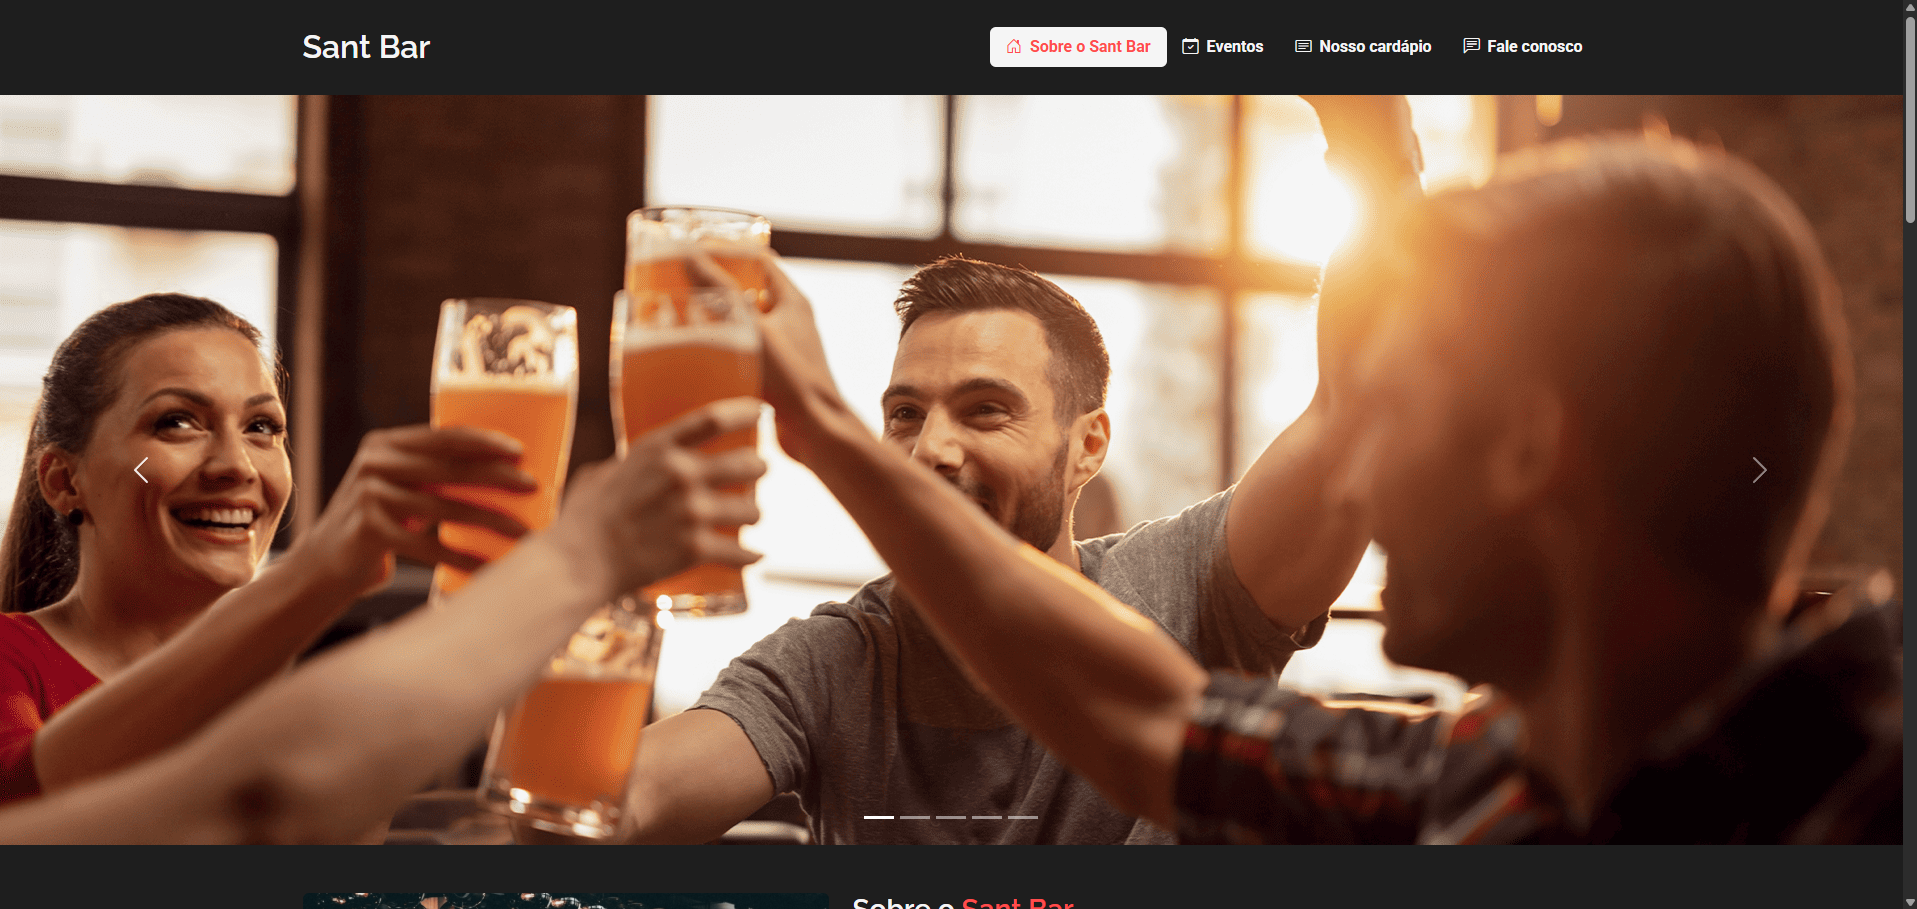 Sant Bar
Sobre o Sant Bar
Eventos
Nosso cardápio
Fale conosco
Sobre o Sant Bar